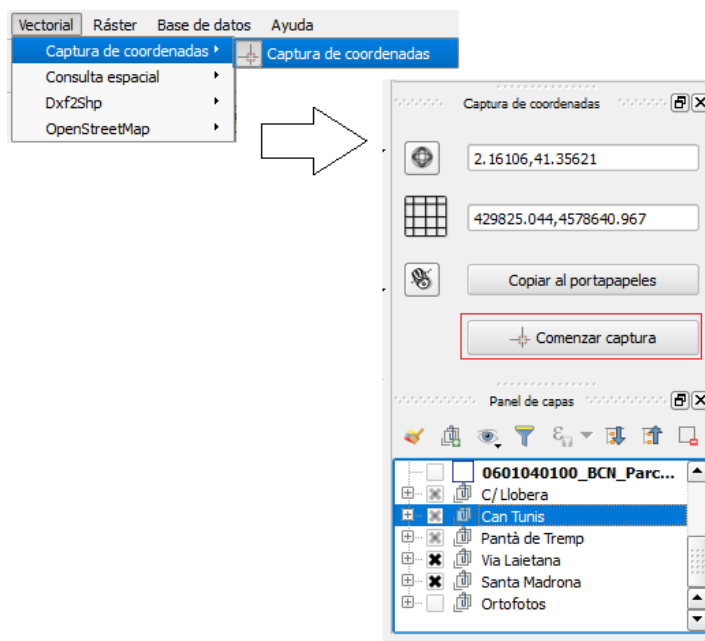 Vectorial Ráster Base de datos Ayuda
Captura de coordenadas Captura de coordenadas
Consulta espacial
Dxf2Shp
OpenStreetMap
Captura de coordenadas
2.16106,41.35621
429825.044,4578640.967
Copiar al portapapeles
Comenzar captura
Panel de capas
0601040100_BCN_Parc...
C/ Llobera
Can Tunis
Pantà de Tremp
Via Laietana
Santa Madrona
Ortofotos